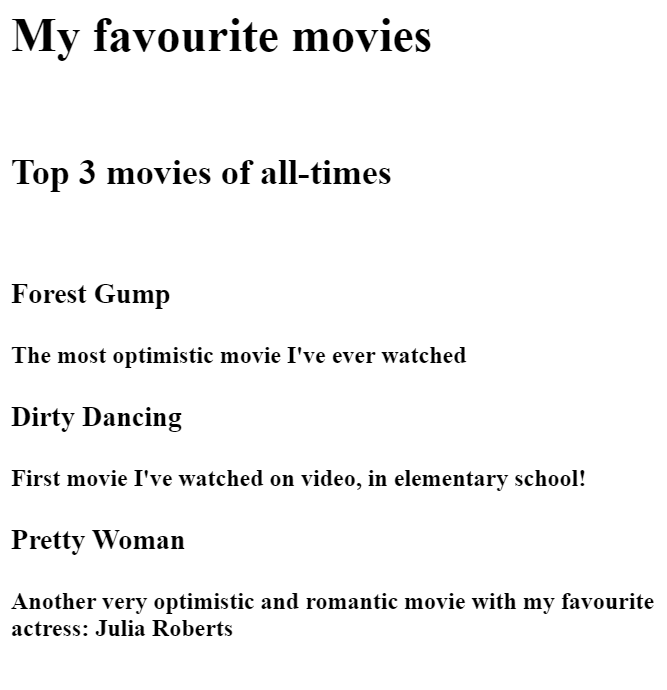 My favourite movies
Top 3 movies of all-times
Forest Gump
The most optimistic movie I've ever watched
Dirty Dancing
First movie I've watched on video, in elementary school!
Pretty Woman
Another very optimistic and romantic movie with my favourite
actress: Julia Roberts